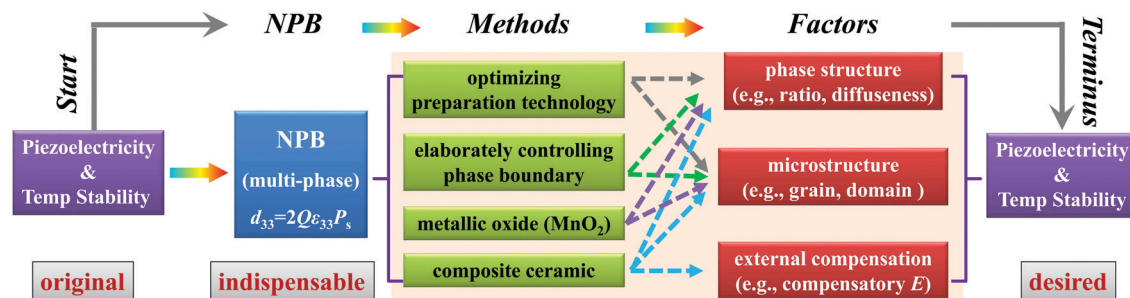 Start
NPB
Methods
Factors
Terminus
Piezoelectricity
&
Temp Stability
NPB
(multi-phase)
d₃₃=2Qε₃₃Pₛ
optimizing
preparation technology
elaborately controlling
phase boundary
metallic oxide (MnO₂)
composite ceramic
phase structure
(e.g., ratio, diffuseness)
microstructure
(e.g., grain, domain )
external compensation
(e.g., compensatory E)
Piezoelectricity
&
Temp Stability
original
indispensable
desired